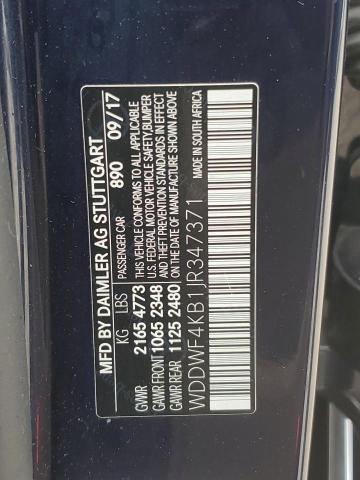 MFD BY DAIMLER AG STUTTGART
PASSENGER CAR 890 09/17
KG LBS
GVWR 2165 4773
GAWR FRONT 1065 2348
GAWR REAR 1125 2480
THIS VEHICLE CONFORMS TO ALL APPLICABLE
U.S. FEDERAL MOTOR VEHICLE SAFETY, BUMPER
AND THEFT PREVENTION STANDARDS IN EFFECT
ON THE DATE OF MANUFACTURE SHOWN ABOVE
MADE IN SOUTH AFRICA
WDDWF4KB1JR347371